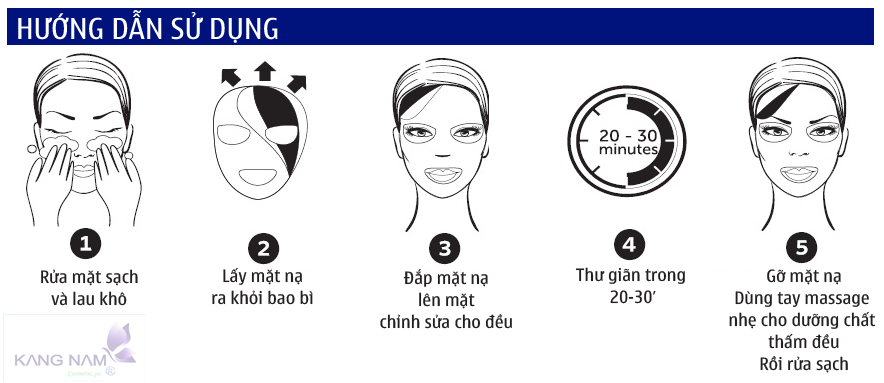 HƯỚNG DẪN SỬ DỤNG
1
Rửa mặt sạch
và lau khô
2
Lấy mặt nạ
ra khỏi bao bì
3
Đắp mặt nạ
lên mặt
chỉnh sửa cho đều
20 - 30
minutes
4
Thư giãn trong
20-30'
5
Gỡ mặt nạ
Dùng tay massage
nhẹ cho dưỡng chất
thấm đều
Rồi rửa sạch
KANG NAM
®